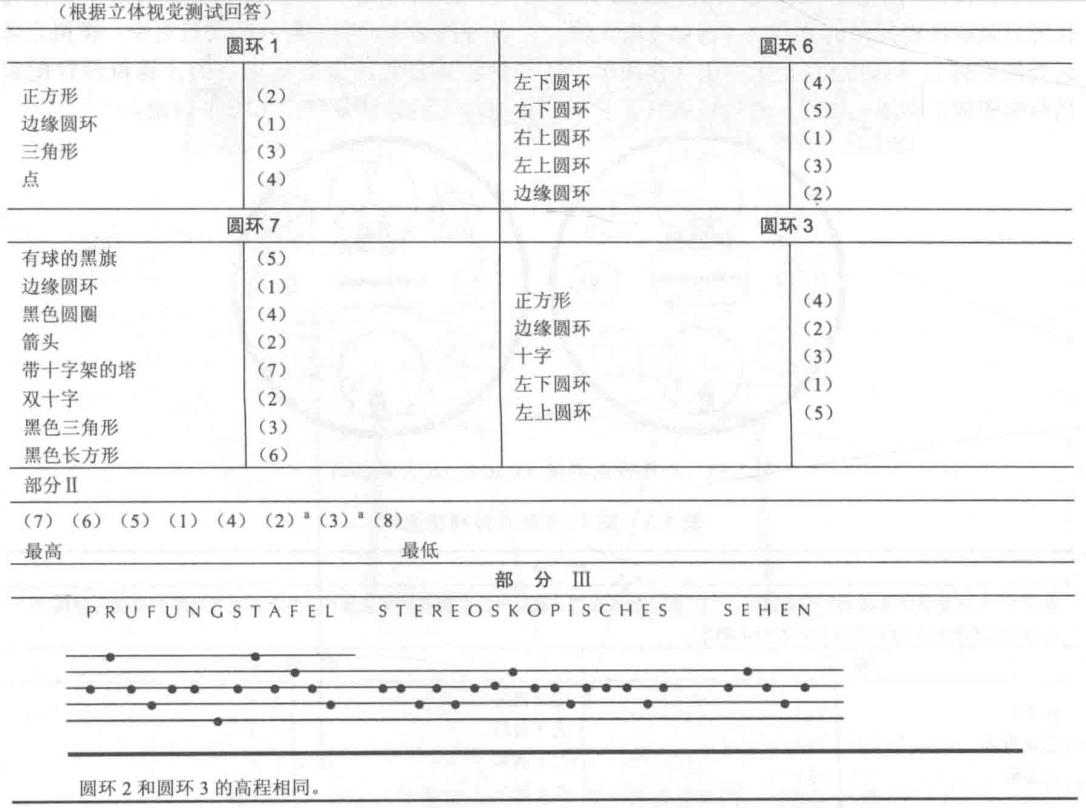 （根据立体视觉测试回答）
圆环 1 圆环 6
正方形 （2）
边缘圆环 （1）
三角形 （3）
点 （4）
左下圆环 （4）
右下圆环 （5）
右上圆环 （1）
左上圆环 （3）
边缘圆环 （2）
圆环 7 圆环 3
有球的黑旗 （5）
边缘圆环 （1）
黑色圆圈 （4）
箭头 （2）
带十字架的塔 （7）
双十字 （2）
黑色三角形 （3）
黑色长方形 （6）
正方形 （4）
边缘圆环 （2）
十字 （3）
左下圆环 （1）
左上圆环 （5）
部分Ⅱ
（7）（6）（5）（1）（4）（2）ª（3）ª（8）
最高 最低
部 分 Ⅲ
P R U F U N G S T A F E L S T E R E O S K O P I S C H E S S E H E N
圆环 2 和圆环 3 的高程相同。